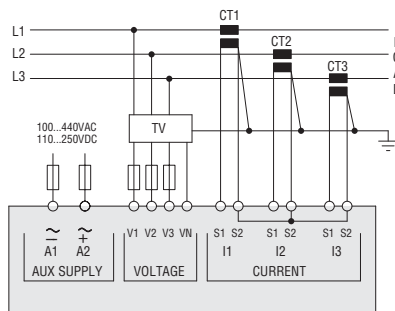 CT1
L1
L2
CT2
L3
CT3
100...440VAC
110...250VDC
TV
V1 V2 V3 VN
S1 S2 S1 S2 S1 S2
A1 A2
I1 I2 I3
AUX SUPPLY
VOLTAGE
CURRENT